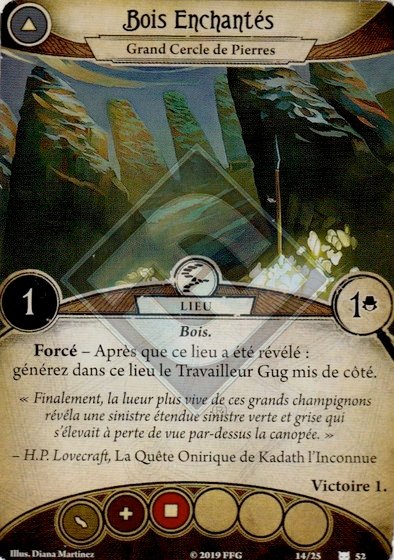 Bois Enchantés
Grand Cercle de Pierres
1
LIEU
1
Bois.
Forcé – Après que ce lieu a été révélé :
générez dans ce lieu le Travailleur Gug mis de côté.
« Finalement, la lueur plus vive de ces grands champignons
révéla une sinistre étendue sinistre verte et grise qui
s'élevait à perte de vue par-dessus la canopée. »
– H.P. Lovecraft, La Quête Onirique de Kadath l'Inconnue
Victoire 1.
Illus. Diana Martinez
© 2019 FFG
14/25
52